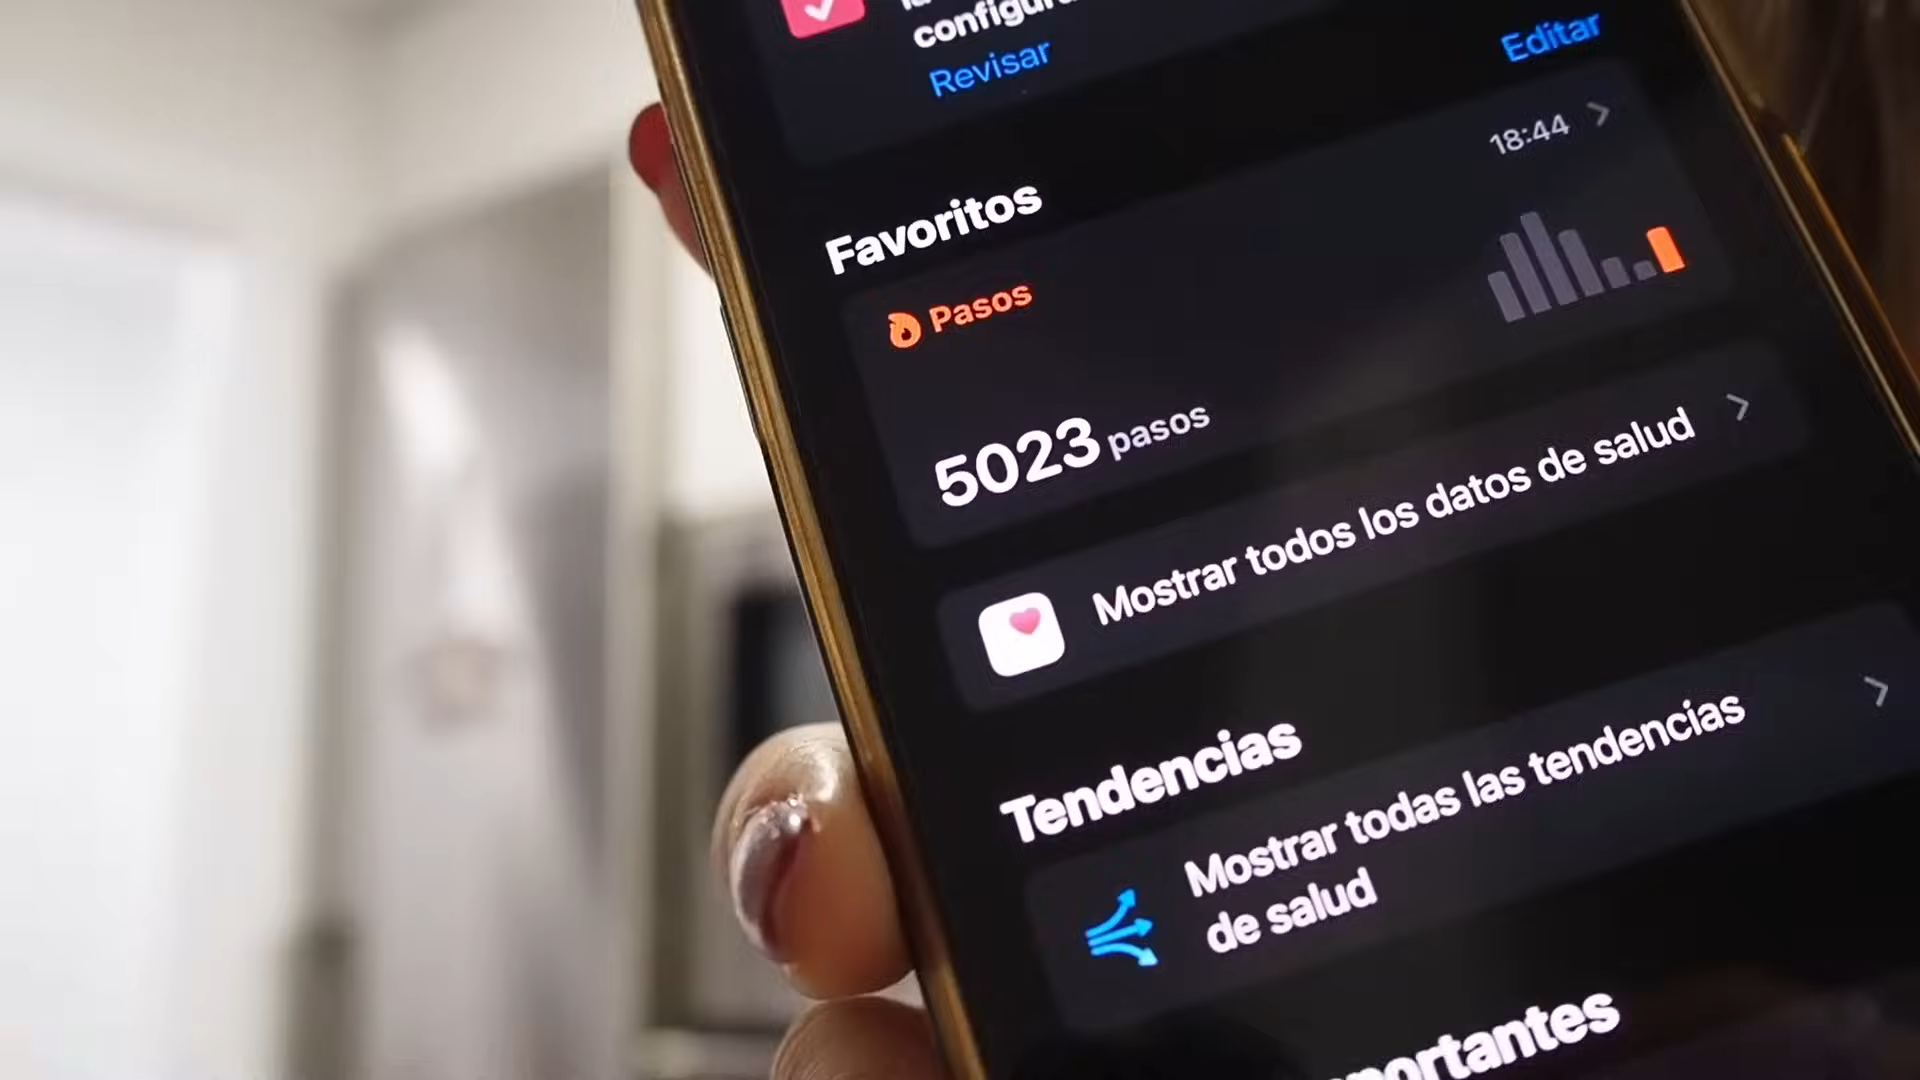 configura
Revisar
Editar
Favoritos
18:44
Pasos
5023 pasos
Mostrar todos los datos de salud
Tendencias
Mostrar todas las tendencias
de salud
portantes